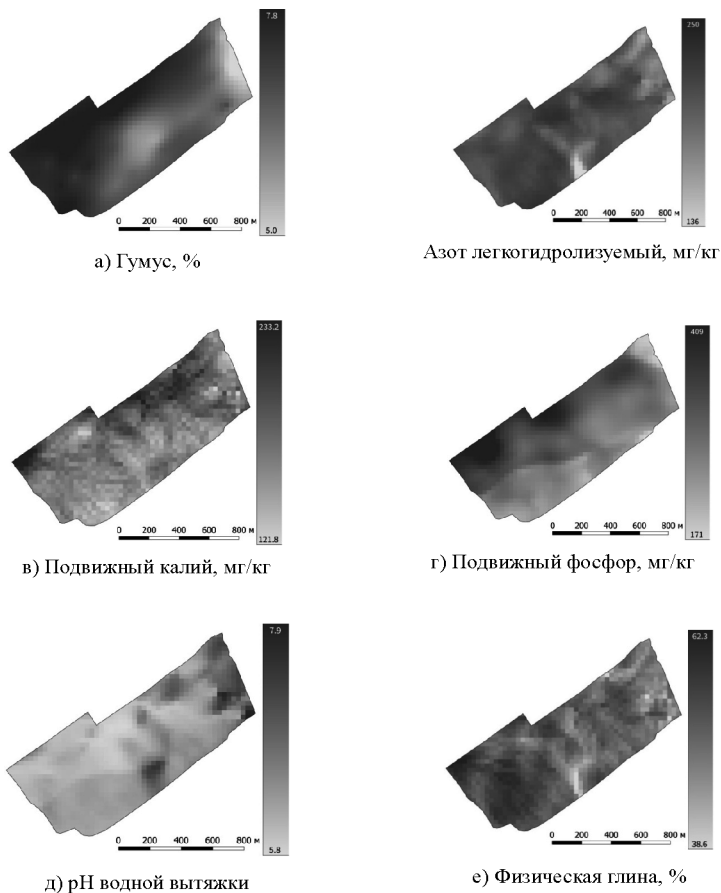 7.8
5.0
0 200 400 600 800 м
а) Гумус, %
250
136
0 200 400 600 800 м
Азот легкогидролизуемый, мг/кг
233.2
121.8
0 200 400 600 800 м
в) Подвижный калий, мг/кг
409
171
0 200 400 600 800 м
г) Подвижный фосфор, мг/кг
7.9
5.8
0 200 400 600 800 м
д) pH водной вытяжки
62.3
38.6
0 200 400 600 800 м
е) Физическая глина, %